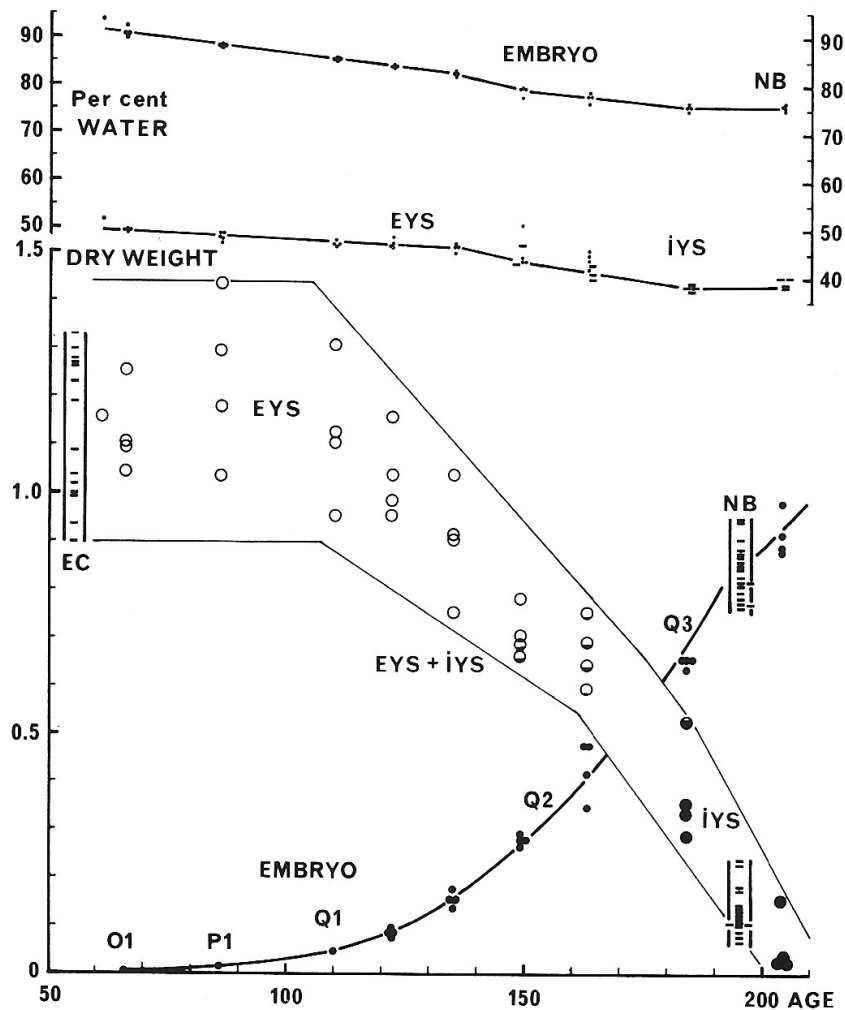 90
EMBRYO
90
80
NB
80
Per cent
WATER
70
70
60
60
50
EYS
50
İYS
1.5
DRY WEIGHT
40
EYS
1.0
NB
EC
Q3
EYS + İYS
0.5
Q2
İYS
EMBRYO
Q1
O1
P1
0
50
100
150
200 AGE